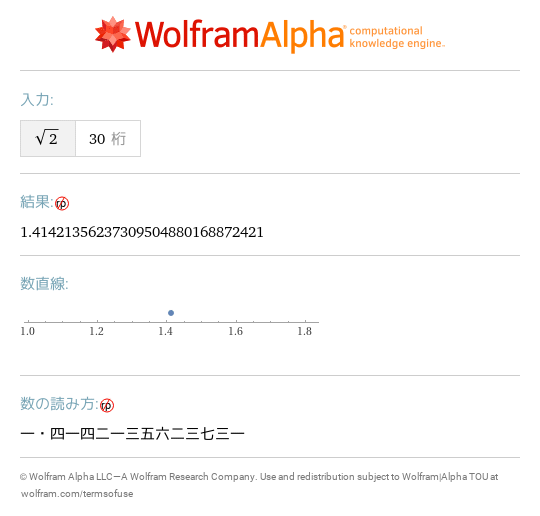 WolframAlpha computational
knowledge engine™
入力:
√2 30 桁
結果:
1.41421356237309504880168872421
数直線:
1.0 1.2 1.4 1.6 1.8
数の読み方:
一・四一四二一三五六二三七三一
© Wolfram Alpha LLC—A Wolfram Research Company. Use and redistribution subject to Wolfram|Alpha TOU at
wolfram.com/termsofuse